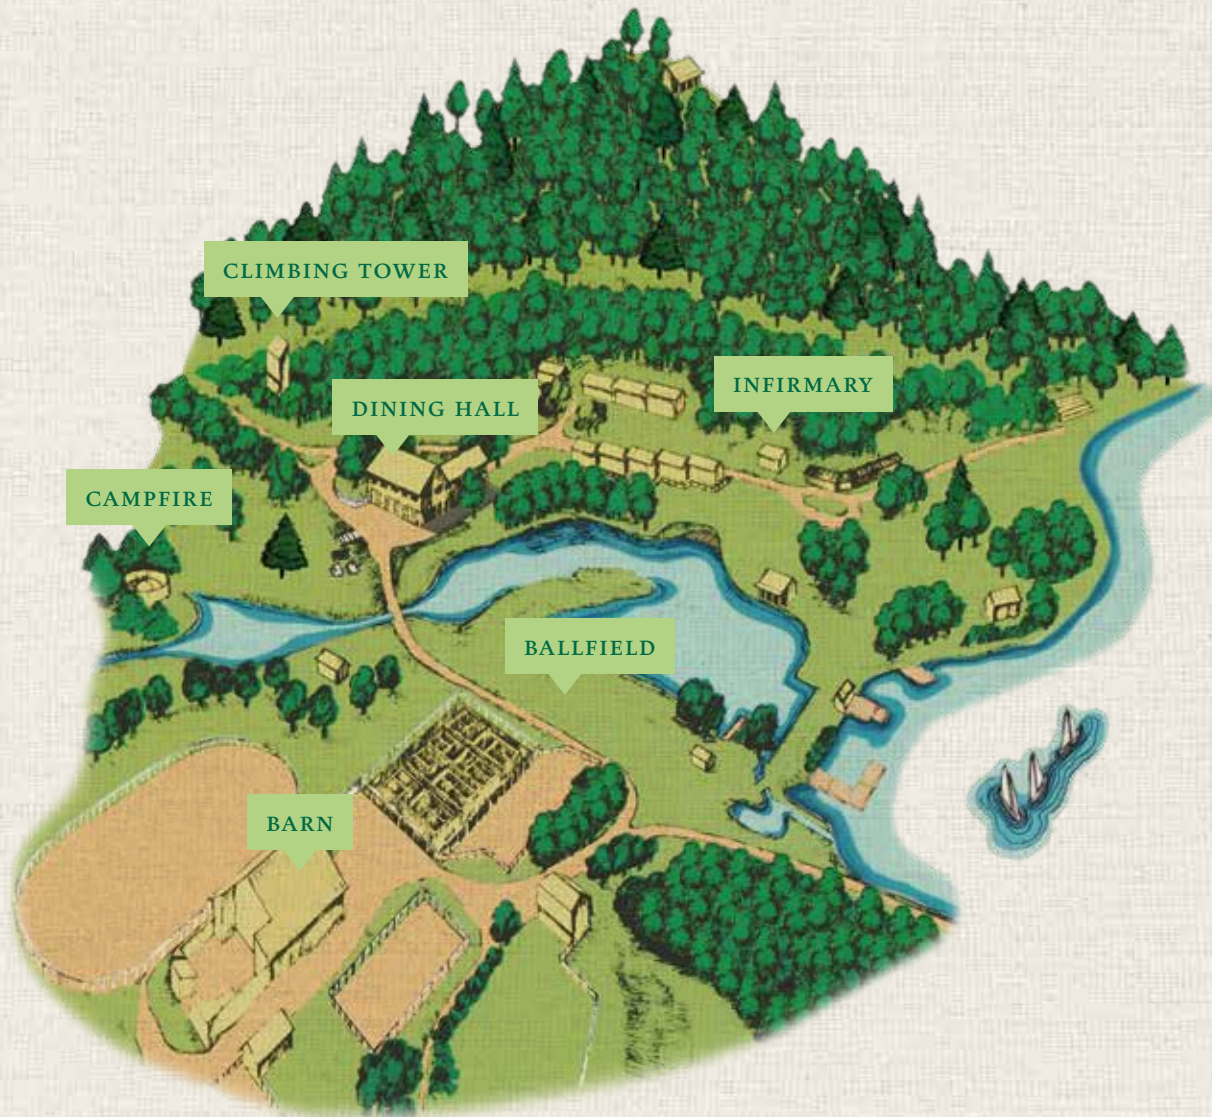 CLIMBING TOWER
INFIRMARY
DINING HALL
CAMPFIRE
BALLFIELD
BARN